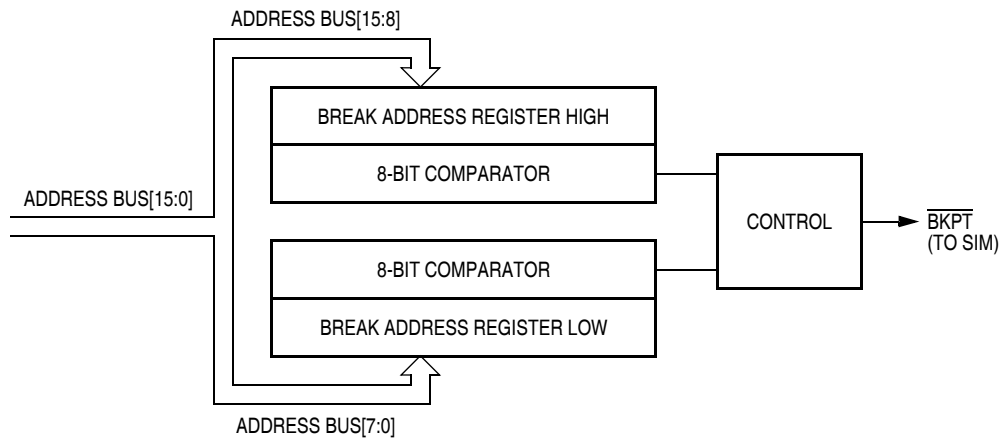 ADDRESS BUS[15:8]
BREAK ADDRESS REGISTER HIGH
8-BIT COMPARATOR
ADDRESS BUS[15:0]
CONTROL
BKPT
(TO SIM)
8-BIT COMPARATOR
BREAK ADDRESS REGISTER LOW
ADDRESS BUS[7:0]